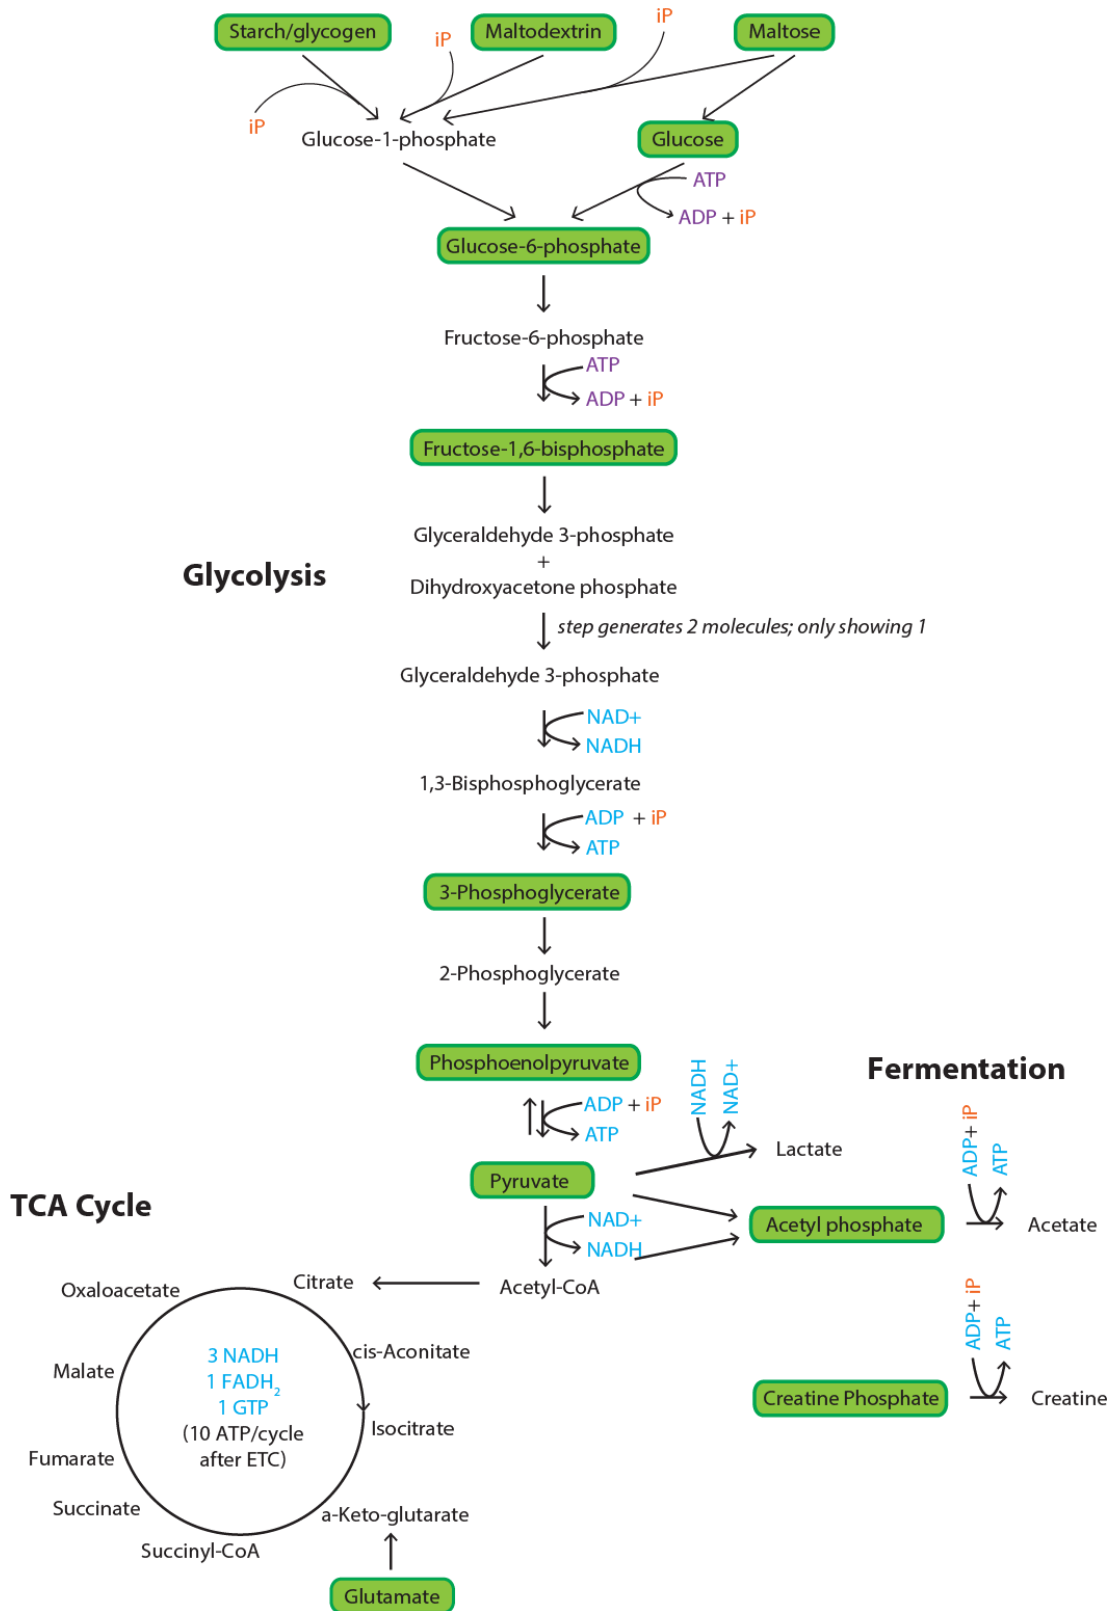 Starch/glycogen
Maltodextrin
Maltose
iP
iP
iP
Glucose-1-phosphate
Glucose
ATP
ADP + iP
Glucose-6-phosphate
Fructose-6-phosphate
ATP
ADP + iP
Fructose-1,6-bisphosphate
Glyceraldehyde 3-phosphate
+
Dihydroxyacetone phosphate
Glycolysis
step generates 2 molecules; only showing 1
Glyceraldehyde 3-phosphate
NAD+
NADH
1,3-Bisphosphoglycerate
ADP + iP
ATP
3-Phosphoglycerate
2-Phosphoglycerate
Phosphoenolpyruvate
ADP + iP
ATP
Pyruvate
NAD+
NADH
Acetyl-CoA
Fermentation
NADH
NAD+
Lactate
Acetyl phosphate
ADP+ iP
ATP
Acetate
Creatine Phosphate
ADP+ iP
ATP
Creatine
TCA Cycle
Citrate
Oxaloacetate
cis-Aconitate
Malate
Isocitrate
Fumarate
Succinate
a-Keto-glutarate
Succinyl-CoA
3 NADH
1 FADH2
1 GTP
(10 ATP/cycle
after ETC)
Glutamate